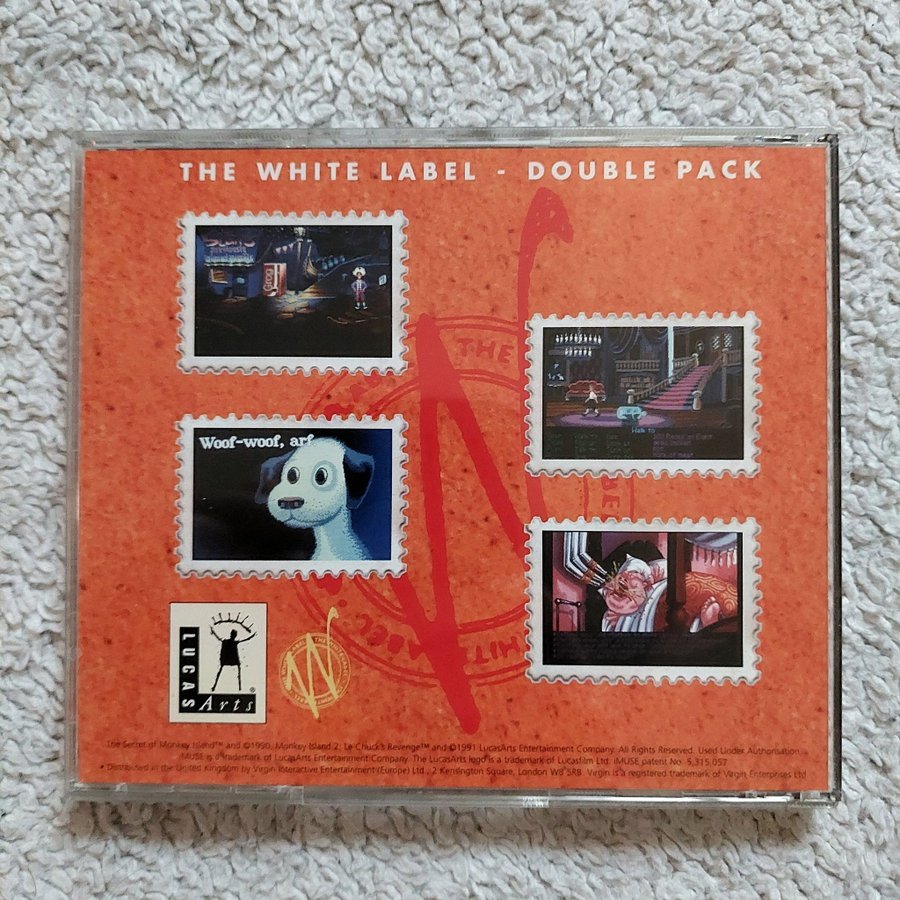 THE WHITE LABEL - DOUBLE PACK
Grog
THE
Walk to
Woof-woof, arf
LUCAS
Arts
The Secret of Monkey Island™ and ©1990, Monkey Island 2: Le Chuck's Revenge™ and ©1991 LucasArts Entertainment Company. All Rights Reserved. Used Under Authorisation.
iMUSE is a trademark of LucasArts Entertainment Company. The LucasArts logo is a trademark of Lucasfilm Ltd. iMUSE patent No. 5,315,057
• Distributed in the United Kingdom by Virgin Interactive Entertainment (Europe) Ltd., 2 Kensington Square, London W8 5RB. Virgin is a registered trademark of Virgin Enterprises Ltd